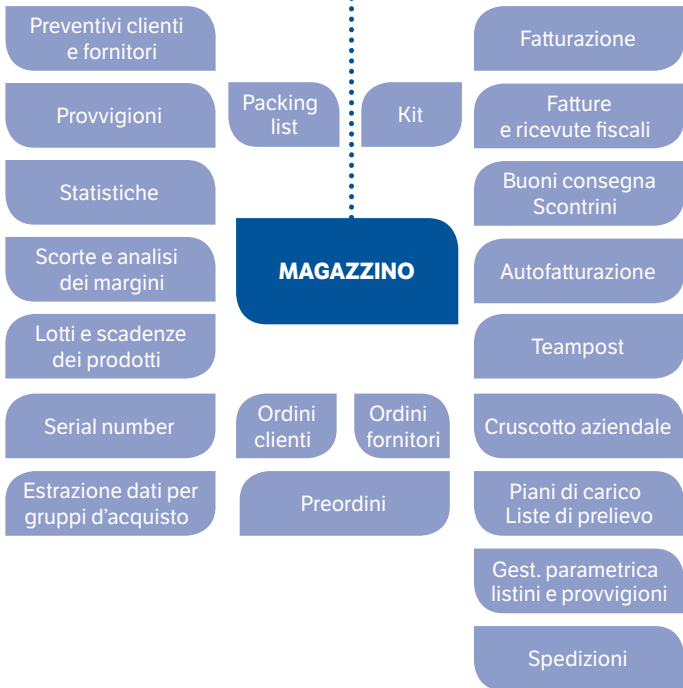 Preventivi clienti
e fornitori
Provvigioni
Statistiche
Scorte e analisi
dei margini
Lotti e scadenze
dei prodotti
Serial number
Estrazione dati per
gruppi d'acquisto
Packing
list
Kit
MAGAZZINO
Ordini
clienti
Ordini
fornitori
Preordini
Fatturazione
Fatture
e ricevute fiscali
Buoni consegna
Scontrini
Autofatturazione
Teampost
Cruscotto aziendale
Piani di carico
Liste di prelievo
Gest. parametrica
listini e provvigioni
Spedizioni